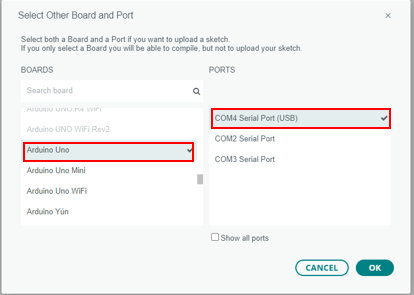 Select Other Board and Port
Select both a Board and a Port if you want to upload a sketch.
If you only select a Board you will be able to compile, but not to upload your sketch.
BOARDS
PORTS
Search board
Arduino UNO R4 WiFi
Arduino UNO WiFi Rev2
Arduino Uno
Arduino Uno Mini
Arduino Uno WiFi
Arduino Yún
COM4 Serial Port (USB)
COM2 Serial Port
COM3 Serial Port
Show all ports
CANCEL
OK